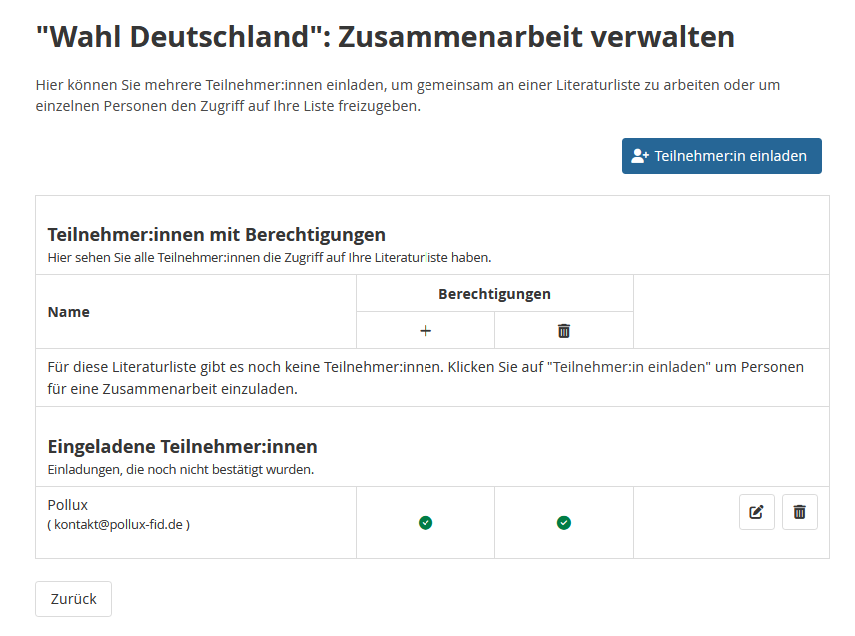 "Wahl Deutschland": Zusammenarbeit verwalten
Hier können Sie mehrere Teilnehmer:innen einladen, um gemeinsam an einer Literaturliste zu arbeiten oder um
einzelnen Personen den Zugriff auf Ihre Liste freizugeben.
Teilnehmer:in einladen
Teilnehmer:innen mit Berechtigungen
Hier sehen Sie alle Teilnehmer:innen die Zugriff auf Ihre Literaturliste haben.
Berechtigungen
Name
Für diese Literaturliste gibt es noch keine Teilnehmer:innen. Klicken Sie auf "Teilnehmer:in einladen" um Personen
für eine Zusammenarbeit einzuladen.
Eingeladene Teilnehmer:innen
Einladungen, die noch nicht bestätigt wurden.
Pollux
( kontakt@pollux-fid.de )
Zurück